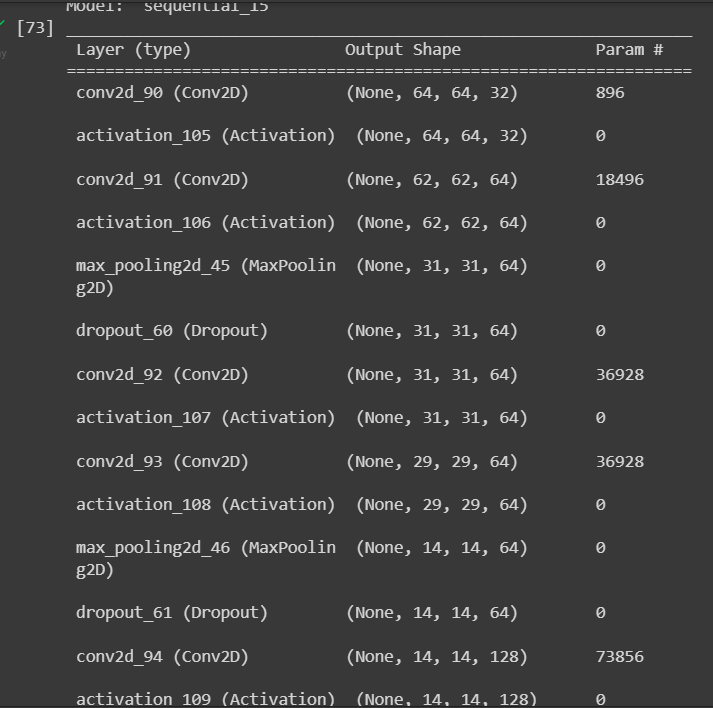 Model: "sequential_15"
[73]
Layer (type) Output Shape Param #
conv2d_90 (Conv2D) (None, 64, 64, 32) 896
activation_105 (Activation) (None, 64, 64, 32) 0
conv2d_91 (Conv2D) (None, 62, 62, 64) 18496
activation_106 (Activation) (None, 62, 62, 64) 0
max_pooling2d_45 (MaxPoolin (None, 31, 31, 64) 0
g2D)
dropout_60 (Dropout) (None, 31, 31, 64) 0
conv2d_92 (Conv2D) (None, 31, 31, 64) 36928
activation_107 (Activation) (None, 31, 31, 64) 0
conv2d_93 (Conv2D) (None, 29, 29, 64) 36928
activation_108 (Activation) (None, 29, 29, 64) 0
max_pooling2d_46 (MaxPoolin (None, 14, 14, 64) 0
g2D)
dropout_61 (Dropout) (None, 14, 14, 64) 0
conv2d_94 (Conv2D) (None, 14, 14, 128) 73856
activation_109 (Activation) (None, 14, 14, 128) 0